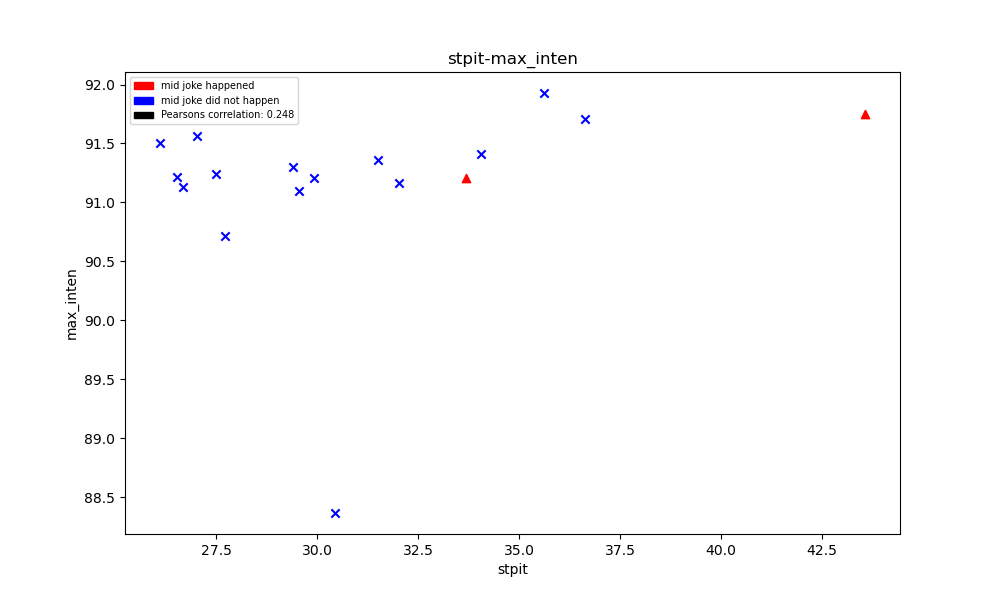 stpit-max_inten
mid joke happened
mid joke did not happen
Pearsons correlation: 0.248
92.0
91.5
91.0
90.5
90.0
89.5
89.0
88.5
max_inten
27.5 30.0 32.5 35.0 37.5 40.0 42.5
stpit